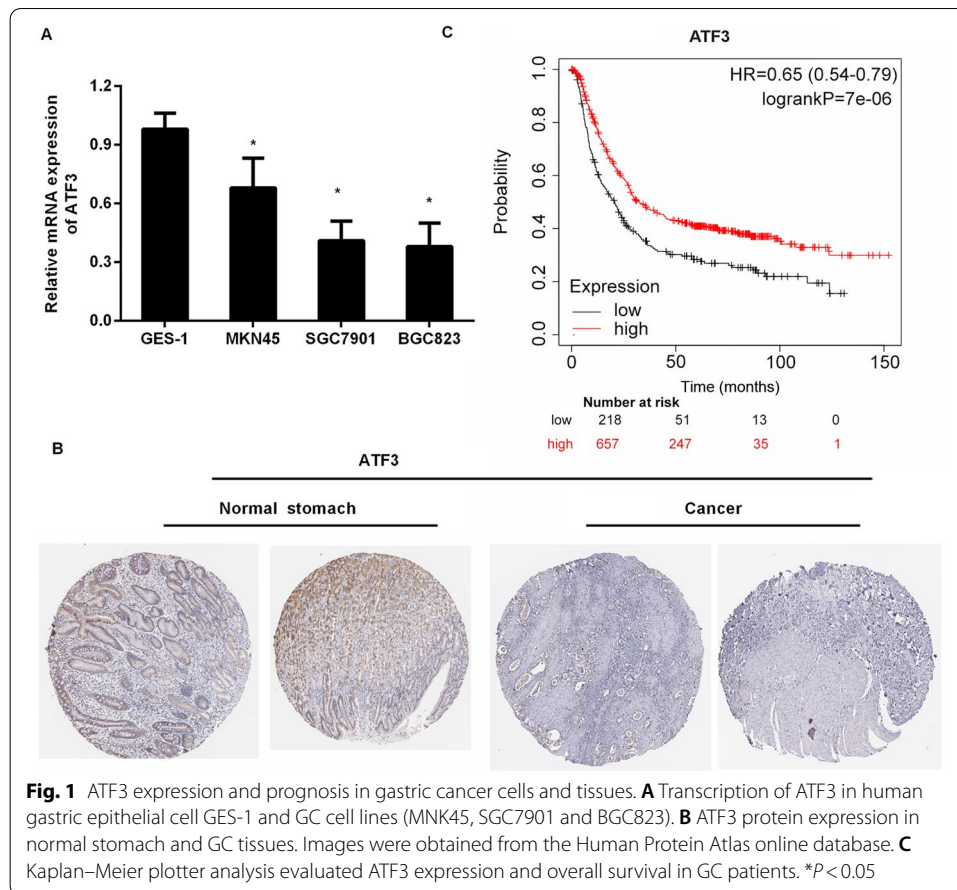 A
Relative mRNA expression
of ATF3
1.2
0.9
0.6
0.3
0.0
*
*
*
GES-1 MKN45 SGC7901 BGC823
C
ATF3
HR=0.65 (0.54-0.79)
logrankP=7e-06
Probability
1.0
0.8
0.6
0.4
0.2
0.0
Expression
low
high
0 50 100 150
Time (months)
Number at risk
low 218 51 13 0
high 657 247 35 1
B
ATF3
Normal stomach Cancer
Fig. 1 ATF3 expression and prognosis in gastric cancer cells and tissues. A Transcription of ATF3 in human
gastric epithelial cell GES-1 and GC cell lines (MNK45, SGC7901 and BGC823). B ATF3 protein expression in
normal stomach and GC tissues. Images were obtained from the Human Protein Atlas online database. C
Kaplan–Meier plotter analysis evaluated ATF3 expression and overall survival in GC patients. *P < 0.05